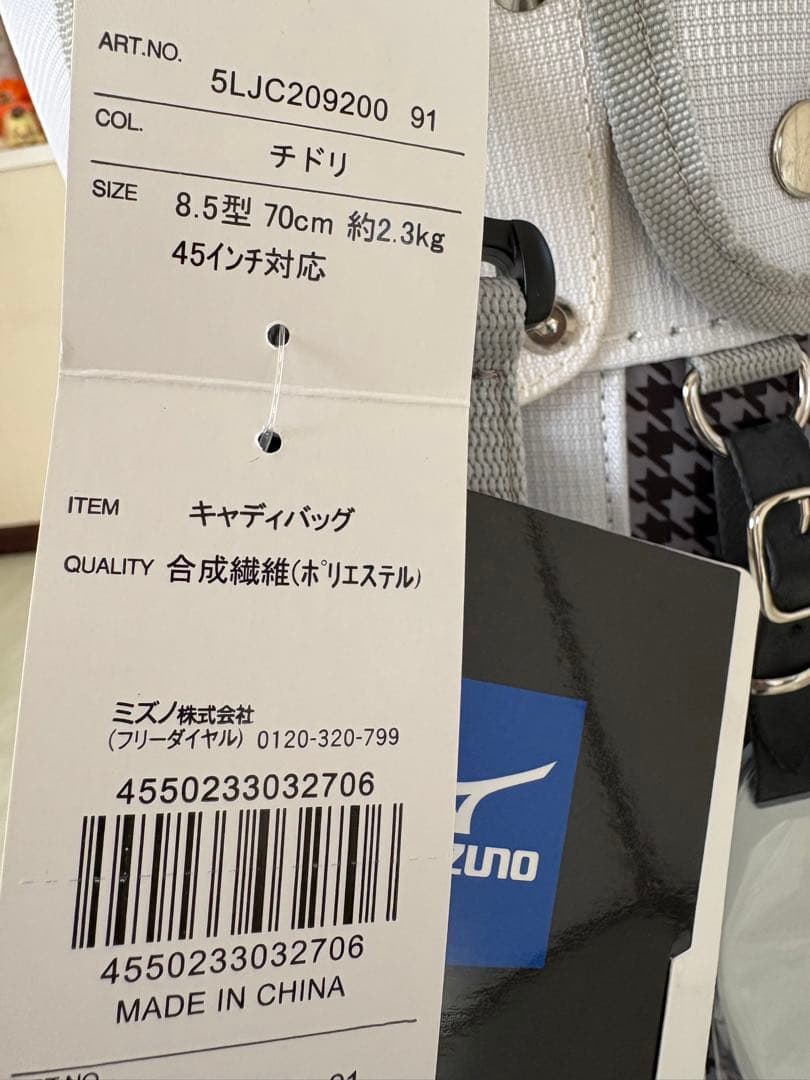 ART.NO.
5LJC209200 91
COL.
チドリ
SIZE 8.5型 70cm 約2.3kg
45インチ対応
ITEM キャディバッグ
QUALITY 合成繊維(ポリエステル)
ミズノ株式会社
(フリーダイヤル) 0120-320-799
4550233032706
4550233032706
MADE IN CHINA
ZUNO